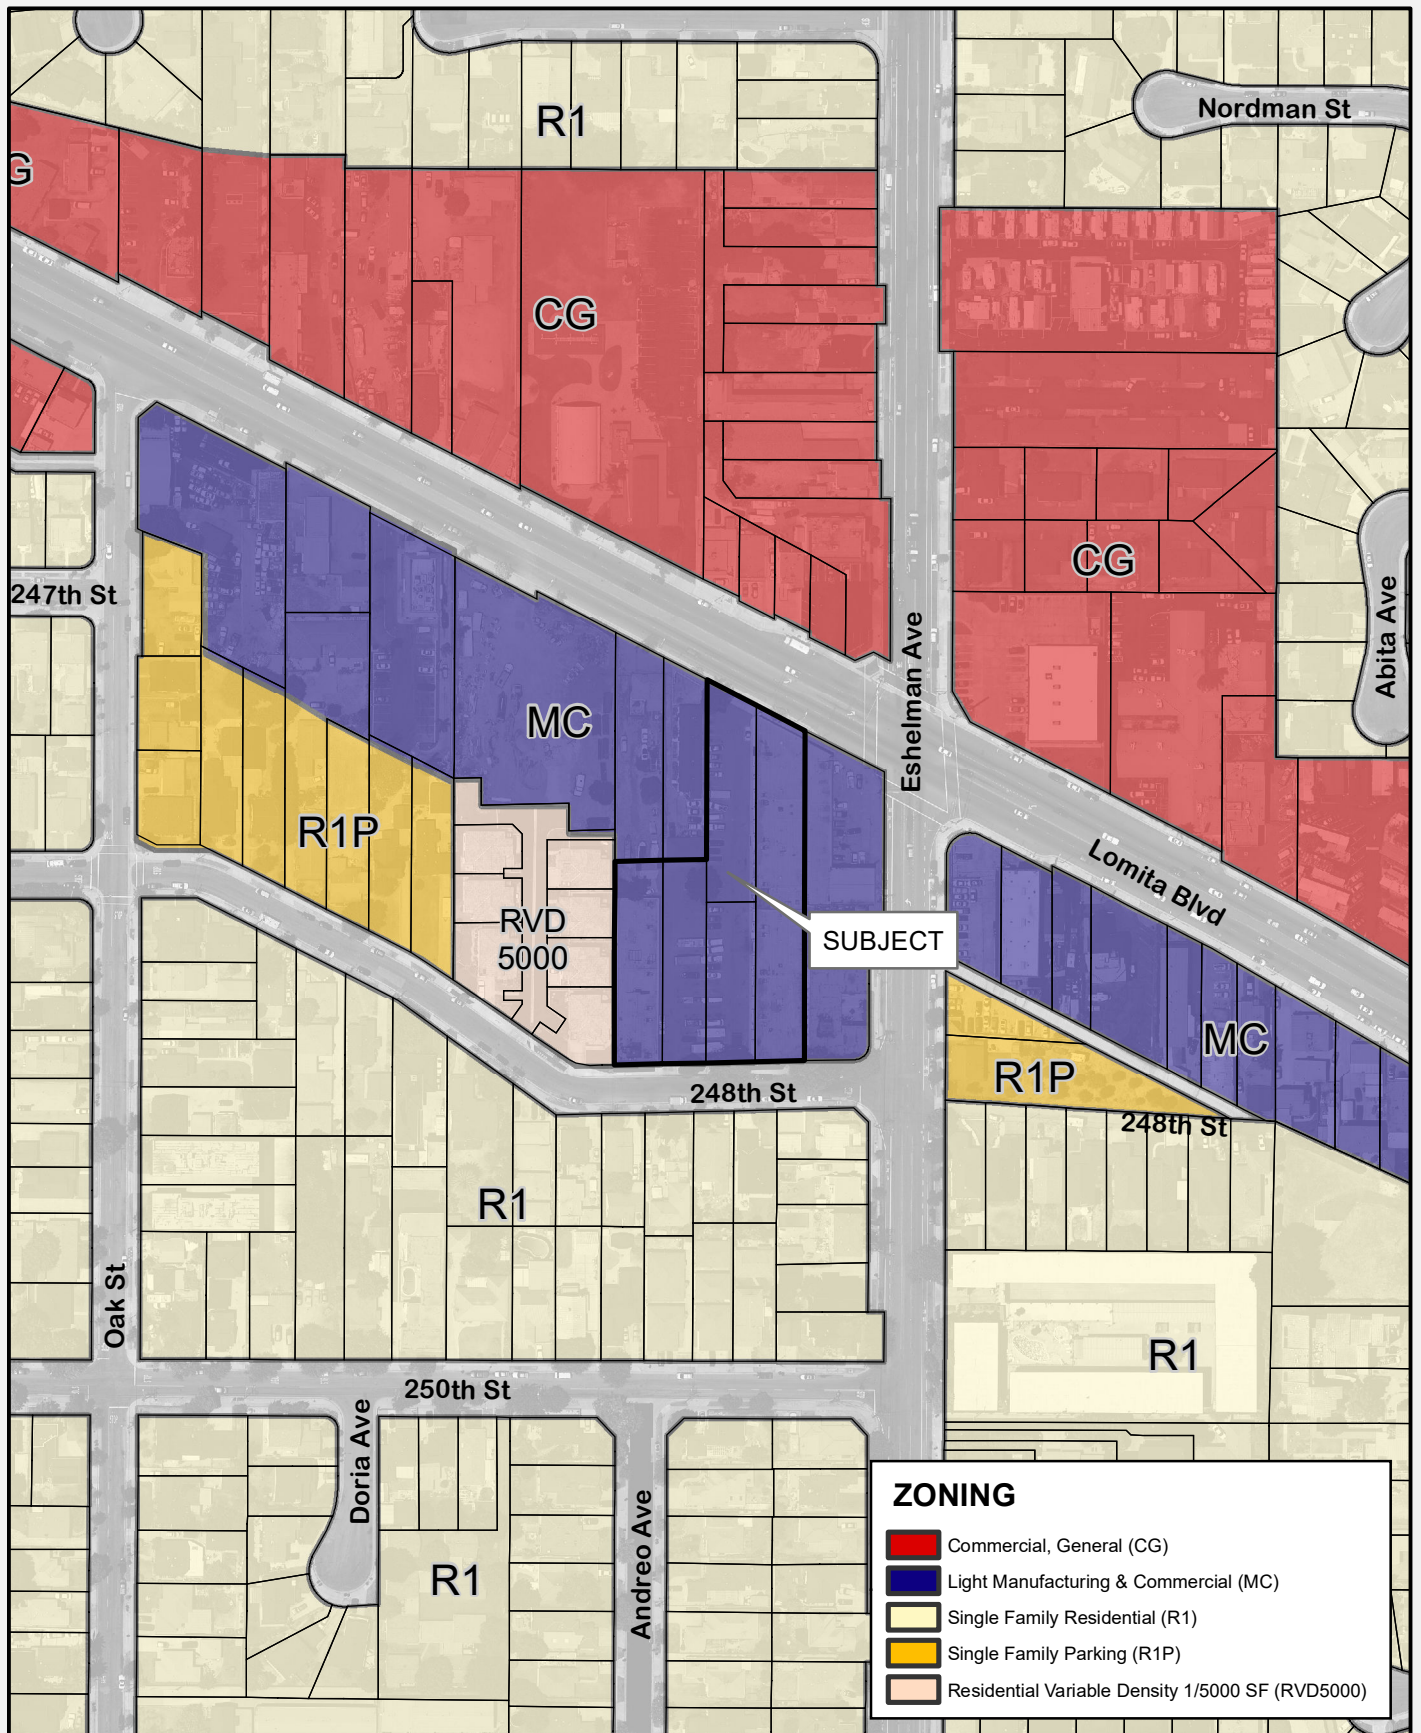 R1
Nordman St
G
CG
CG
247th St
Abita Ave
Eshelman Ave
MC
R1P
Lomita Blvd
RVD
5000
SUBJECT
MC
R1P
248th St
248th St
R1
Oak St.
R1
250th St
Doria Ave
Andreo Ave
R1
ZONING
Commercial, General (CG)
Light Manufacturing & Commercial (MC)
Single Family Residential (R1)
Single Family Parking (R1P)
Residential Variable Density 1/5000 SF (RVD5000)